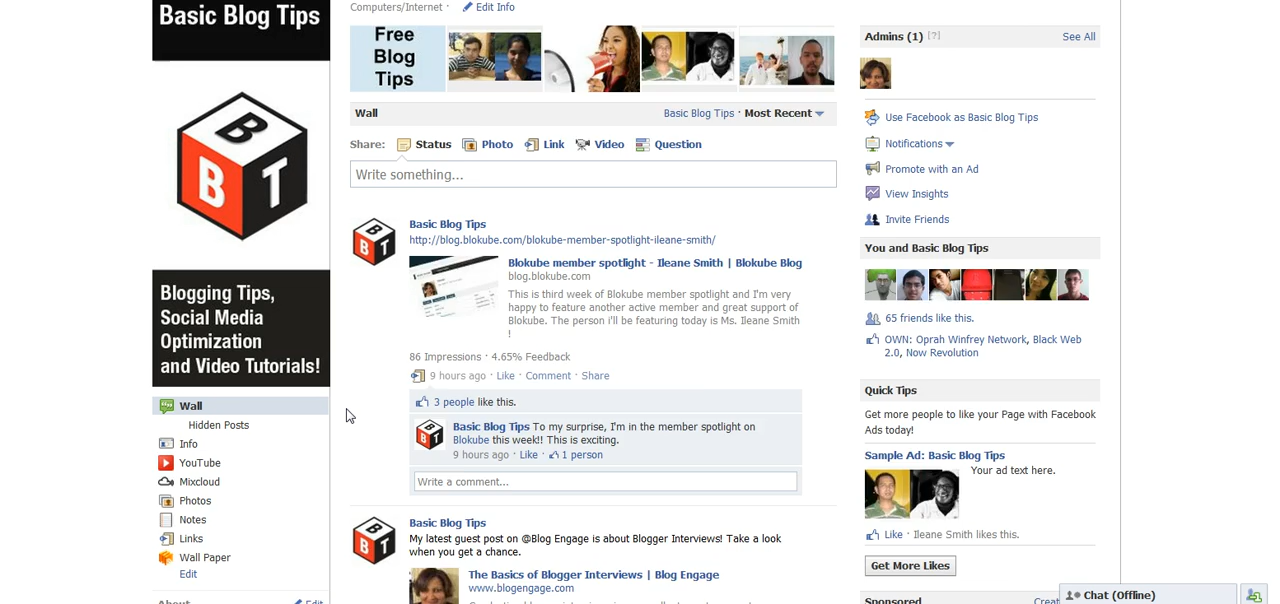 Basic Blog Tips
B
B T
Blogging Tips,
Social Media
Optimization
and Video Tutorials!
Wall
Hidden Posts
Info
YouTube
Mixcloud
Photos
Notes
Links
Wall Paper
Edit
About
Edit
Computers/Internet · Edit Info
Free
Blog
Tips
Wall
Basic Blog Tips · Most Recent
Share: Status Photo Link Video Question
Write something...
B
B T
Basic Blog Tips
http://blog.blokube.com/blokube-member-spotlight-ileane-smith/
Blokube member spotlight - Ileane Smith | Blokube Blog
blog.blokube.com
This is third week of Blokube member spotlight and I'm very
happy to feature another active member and great support of
Blokube. The person i'll be featuring today is Ms. Ileane Smith
!
86 Impressions · 4.65% Feedback
9 hours ago · Like · Comment · Share
3 people like this.
B
B T
Basic Blog Tips To my surprise, I'm in the member spotlight on
Blokube this week!! This is exciting.
9 hours ago · Like · 1 person
Write a comment...
B
B T
Basic Blog Tips
My latest guest post on @Blog Engage is about Blogger Interviews! Take a look
when you get a chance.
The Basics of Blogger Interviews | Blog Engage
www.blogengage.com
Admins (1) [?] See All
Use Facebook as Basic Blog Tips
Notifications
Promote with an Ad
View Insights
Invite Friends
You and Basic Blog Tips
65 friends like this.
OWN: Oprah Winfrey Network, Black Web
2.0, Now Revolution
Quick Tips
Get more people to like your Page with Facebook
Ads today!
Sample Ad: Basic Blog Tips
Your ad text here.
Like · Ileane Smith likes this.
Get More Likes
Sponsored
Chat (Offline)